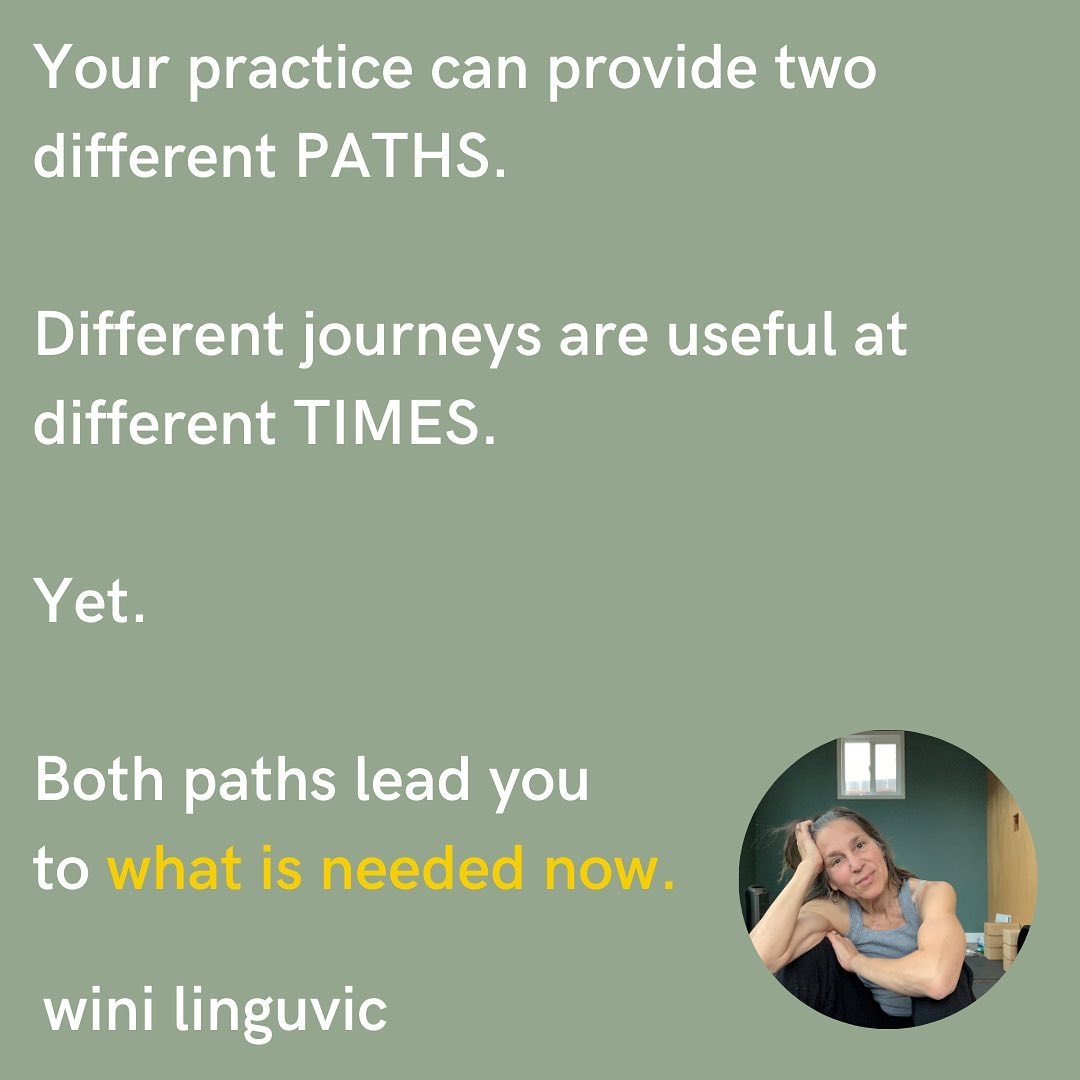 Your practice can provide two
different PATHS.
Different journeys are useful at
different TIMES.
Yet.
Both paths lead you
to what is needed now.
wini linguvic